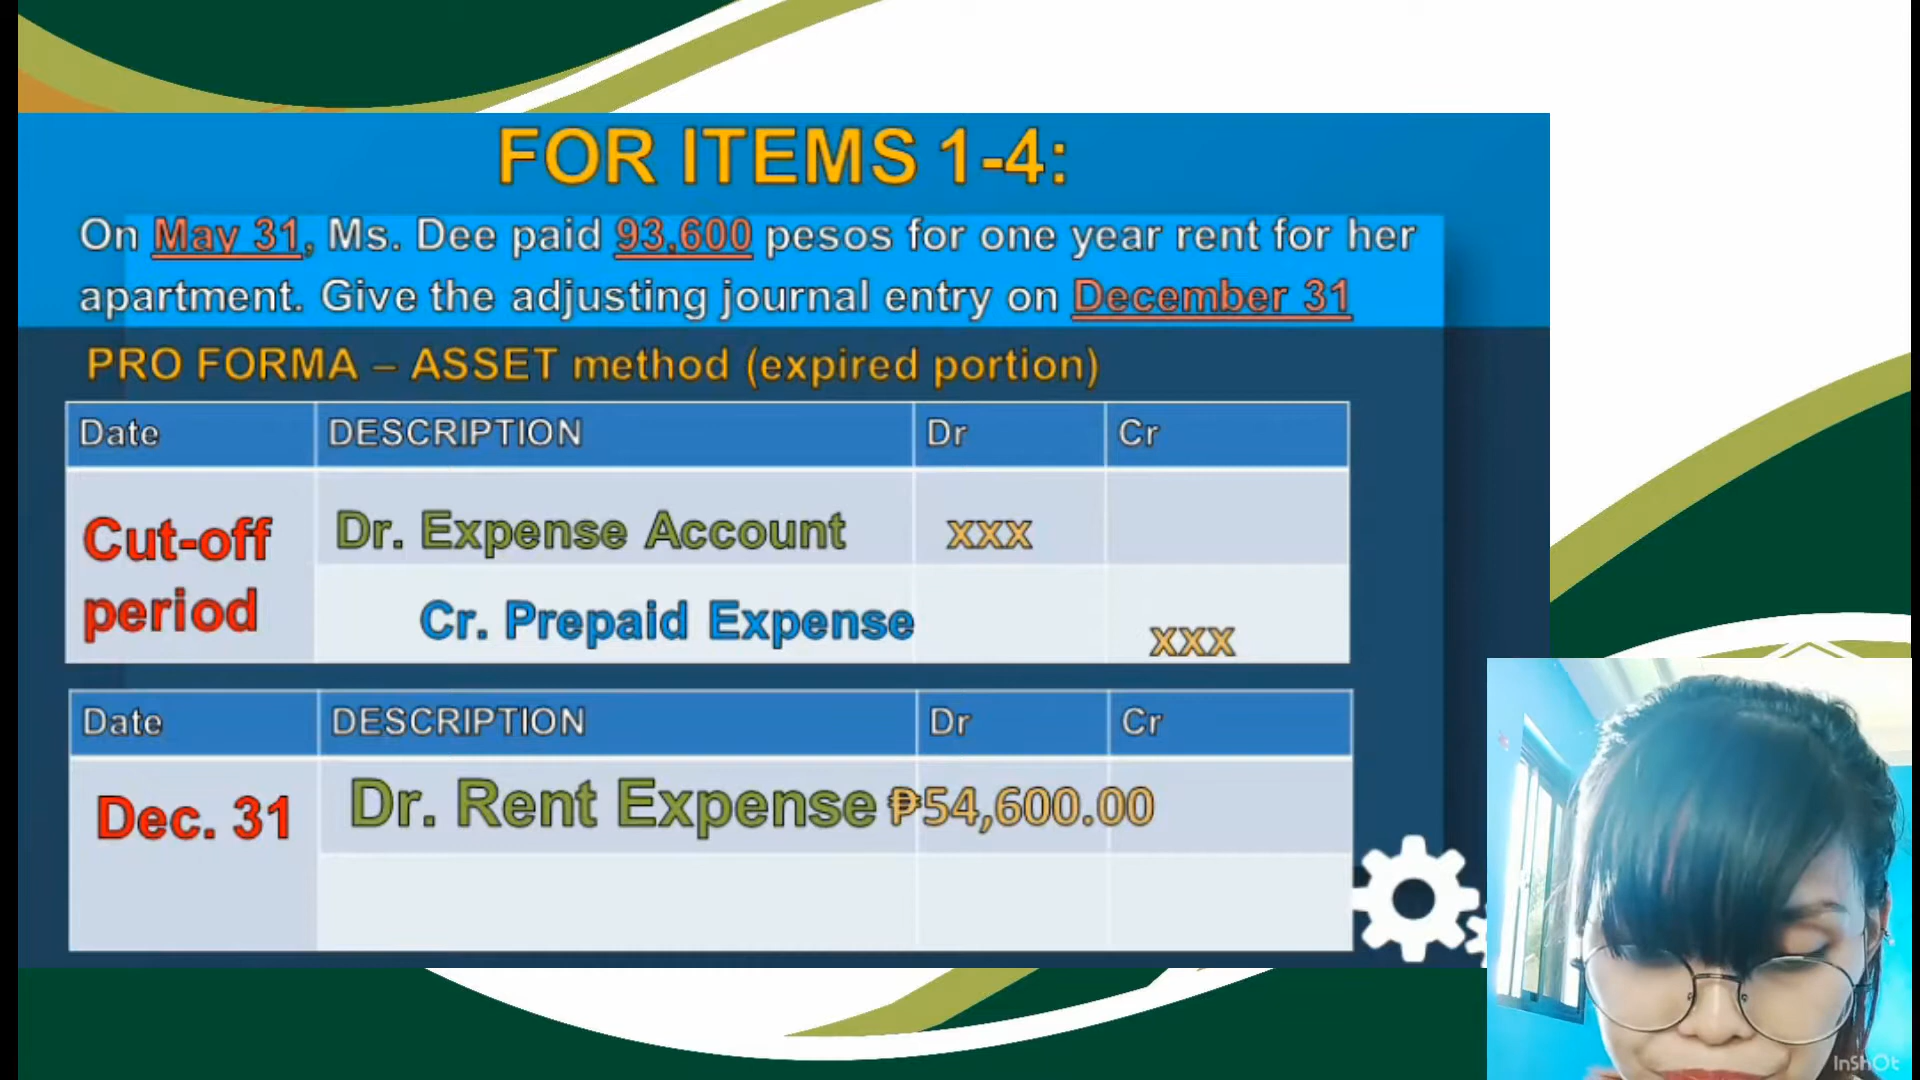 FOR ITEMS 1-4:
On May 31, Ms. Dee paid 93,600 pesos for one year rent for her
apartment. Give the adjusting journal entry on December 31
PRO FORMA – ASSET method (expired portion)
Date DESCRIPTION Dr Cr
Cut-off period Dr. Expense Account xxx
Cr. Prepaid Expense xxx
Date DESCRIPTION Dr Cr
Dec. 31 Dr. Rent Expense ₱54,600.00
InShOt